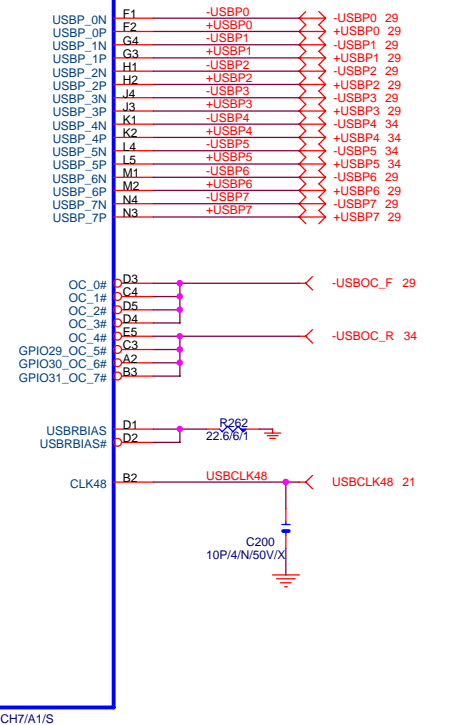 USBP_0N F1 -USBP0 -USBP0 29
USBP_0P F2 +USBP0 +USBP0 29
USBP_1N G4 -USBP1 -USBP1 29
USBP_1P G3 +USBP1 +USBP1 29
USBP_2N H1 -USBP2 -USBP2 29
USBP_2P H2 +USBP2 +USBP2 29
USBP_3N J4 -USBP3 -USBP3 29
USBP_3P J3 +USBP3 +USBP3 29
USBP_4N K1 -USBP4 -USBP4 34
USBP_4P K2 +USBP4 +USBP4 34
USBP_5N L4 -USBP5 -USBP5 34
USBP_5P L5 +USBP5 +USBP5 34
USBP_6N M1 -USBP6 -USBP6 29
USBP_6P M2 +USBP6 +USBP6 29
USBP_7N N4 -USBP7 -USBP7 29
USBP_7P N3 +USBP7 +USBP7 29
OC_0# D3 -USBOC_F 29
OC_1# C4
OC_2# D5
OC_3# D4
OC_4# E5 -USBOC_R 34
GPIO29_OC_5# C3
GPIO30_OC_6# A2
GPIO31_OC_7# B3
USBRBIAS D1 R262
USBRBIAS# D2 22.6/6/1
CLK48 B2 USBCLK48 USBCLK48 21
C200
10P/4/N/50V/X
CH7/A1/S